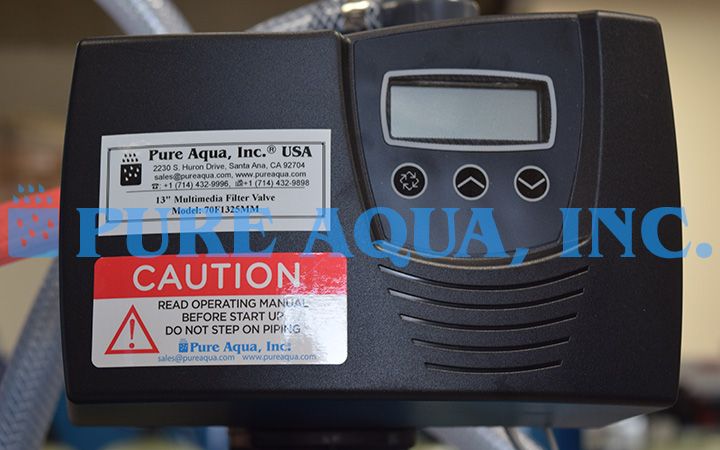 Pure Aqua, Inc.® USA
2230 S. Huron Drive, Santa Ana, CA 92704
sales@pureaqua.com, www.pureaqua.com
☎: +1 (714) 432-9996, 📠+1 (714) 432-9898
13" Multimedia Filter Valve
Model: 70F1325MM
PURE AQUA, INC.
CAUTION
READ OPERATING MANUAL
BEFORE START UP
DO NOT STEP ON PIPING
Pure Aqua, Inc.
sales@pureaqua.com www.pureaqua.com